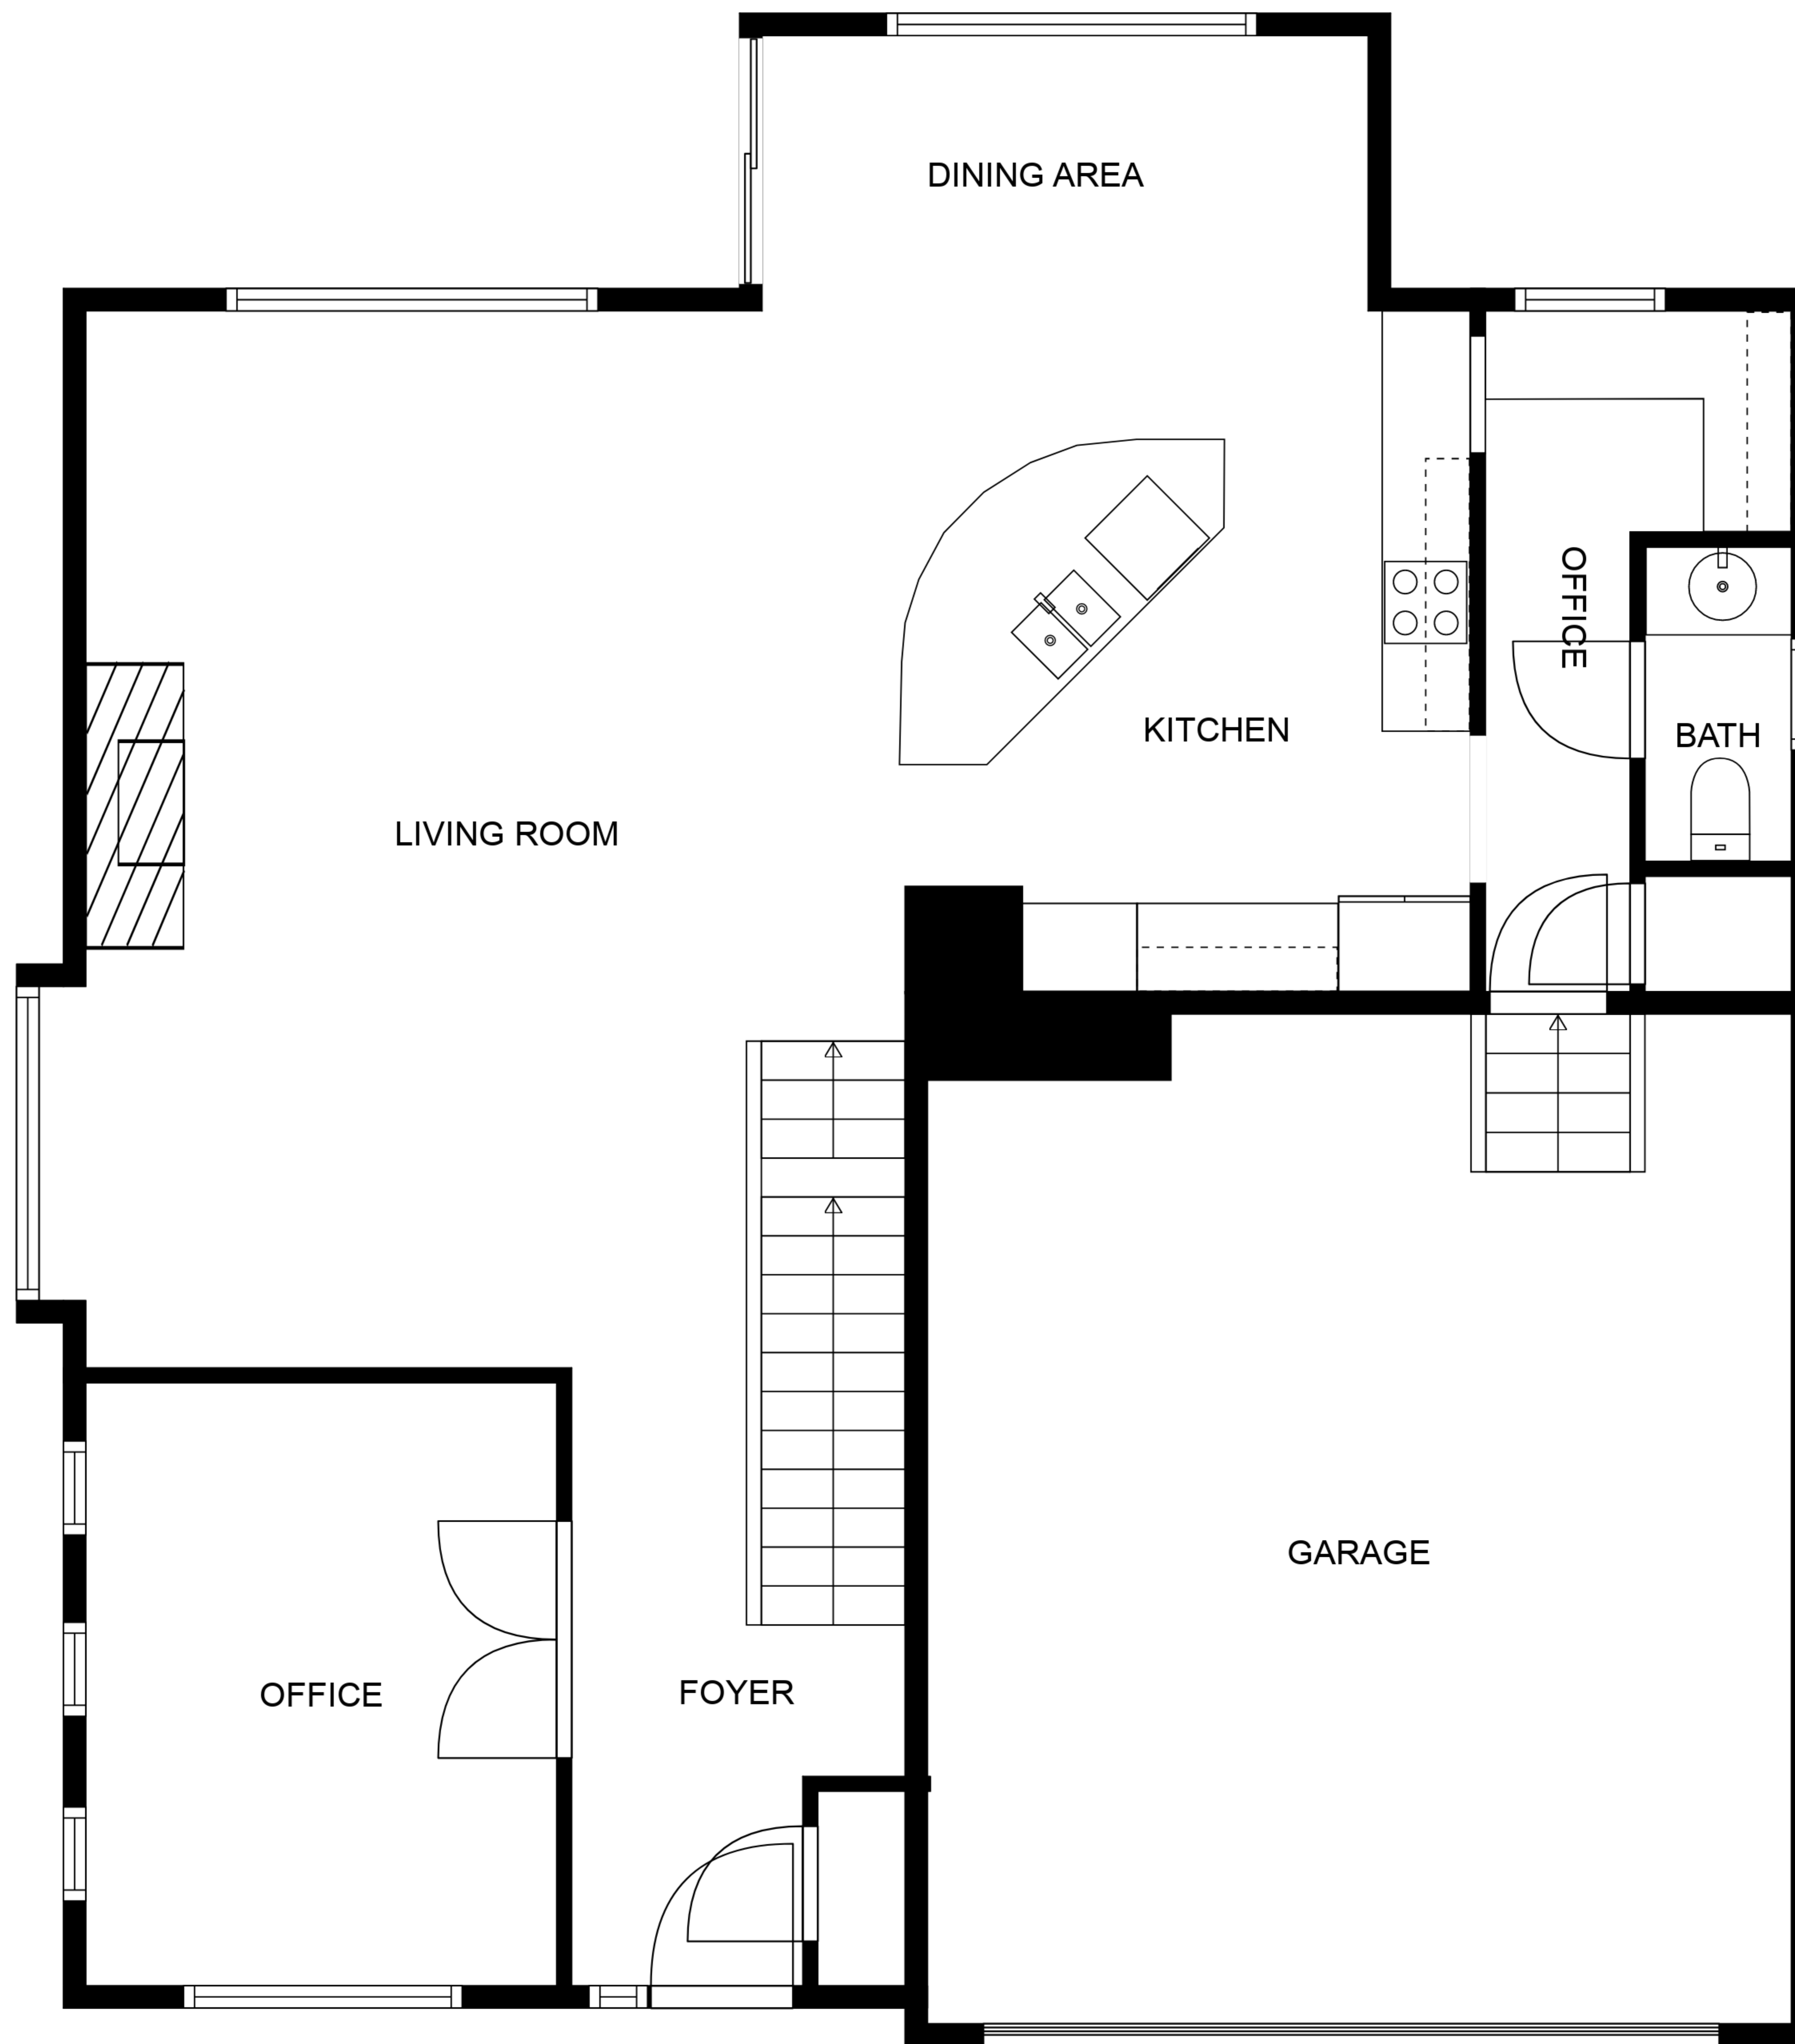 DINING AREA
OFFICE
KITCHEN
BATH
LIVING ROOM
GARAGE
OFFICE
FOYER